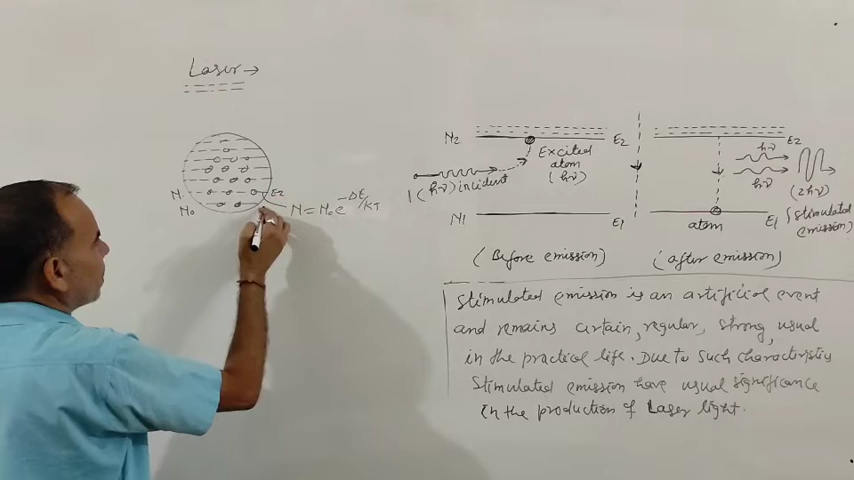 Laser →
N
N₀
E2
N = N₀e^-ΔE/KT
N2
E2
Excited
atom
(hν)
1(hν) incident
N1
E1
(Before emission)
E2
hν
hν
(2hν)
(stimulated
emission)
atom
E1
(after emission)
Stimulated emission is an artificial event
and remains certain, regular, strong, usual
in the practical life. Due to such characteristics
Stimulated emission have usual significance
in the production of Laser light.